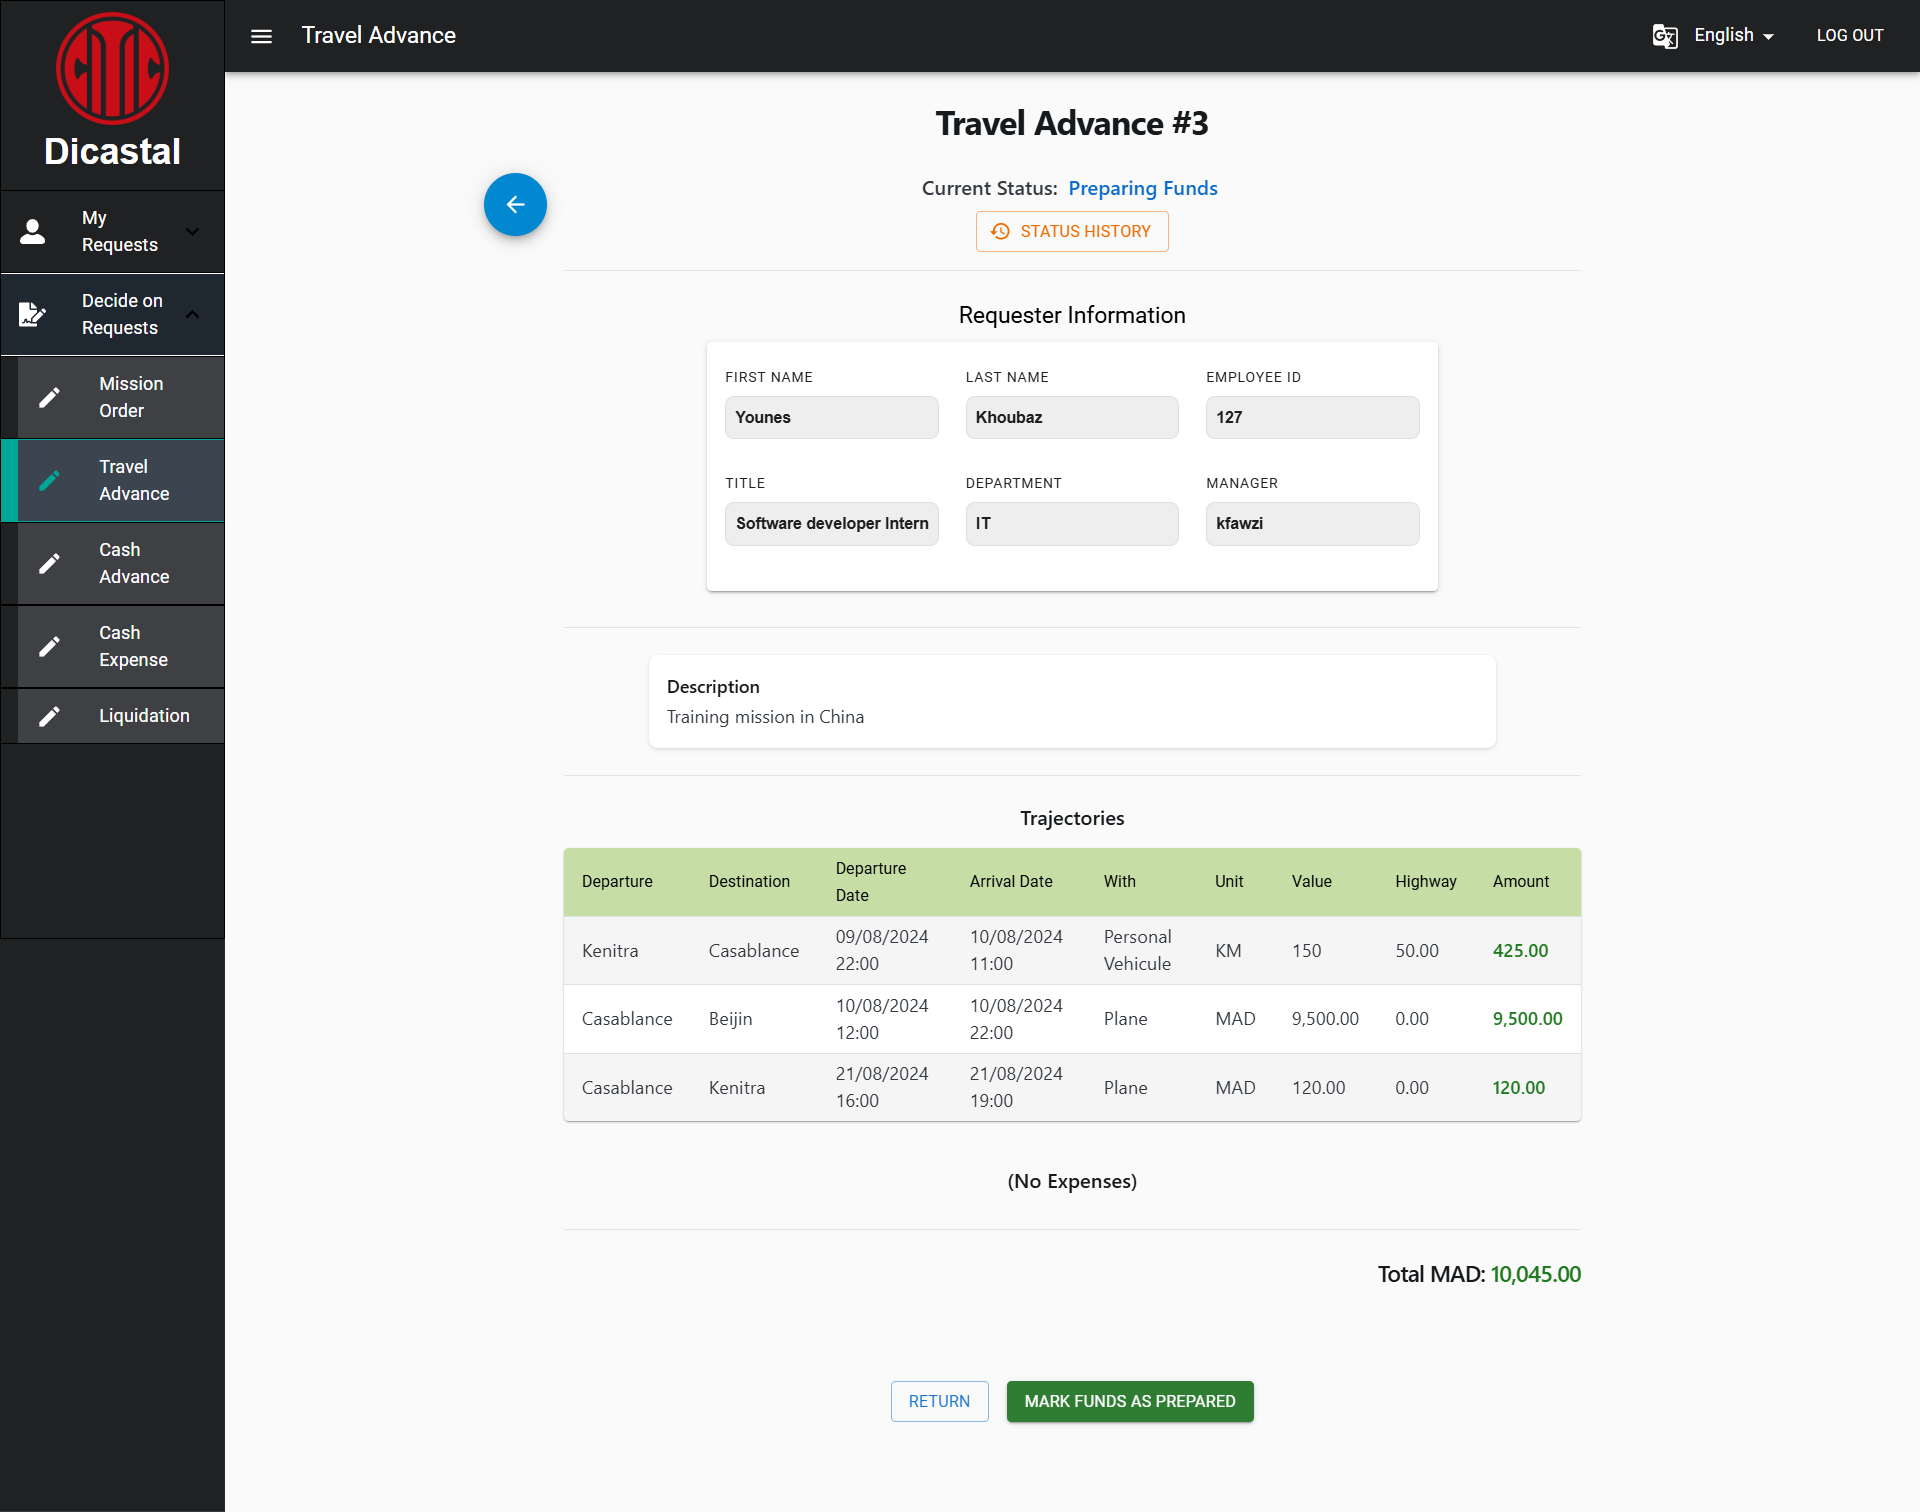 Dicastal
Travel Advance
English
LOG OUT
My
Requests
Decide on
Requests
Mission
Order
Travel
Advance
Cash
Advance
Cash
Expense
Liquidation
Travel Advance #3
Current Status: Preparing Funds
STATUS HISTORY
Requester Information
FIRST NAME LAST NAME EMPLOYEE ID
Younes Khoubaz 127
TITLE DEPARTMENT MANAGER
Software developer Intern IT kfawzi
Description
Training mission in China
Trajectories
Departure Destination Departure Date Arrival Date With Unit Value Highway Amount
Kenitra Casablance 09/08/2024 22:00 10/08/2024 11:00 Personal Vehicule KM 150 50.00 425.00
Casablance Beijin 10/08/2024 12:00 10/08/2024 22:00 Plane MAD 9,500.00 0.00 9,500.00
Casablance Kenitra 21/08/2024 16:00 21/08/2024 19:00 Plane MAD 120.00 0.00 120.00
(No Expenses)
Total MAD: 10,045.00
RETURN
MARK FUNDS AS PREPARED